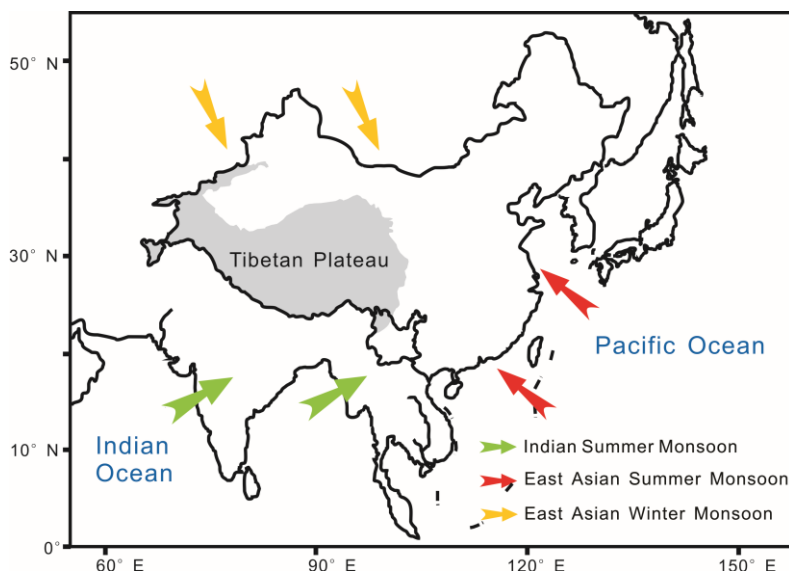 50° N
30° N
10° N
0°
60° E
90° E
120° E
150° E
Tibetan Plateau
Pacific Ocean
Indian
Ocean
Indian Summer Monsoon
East Asian Summer Monsoon
East Asian Winter Monsoon